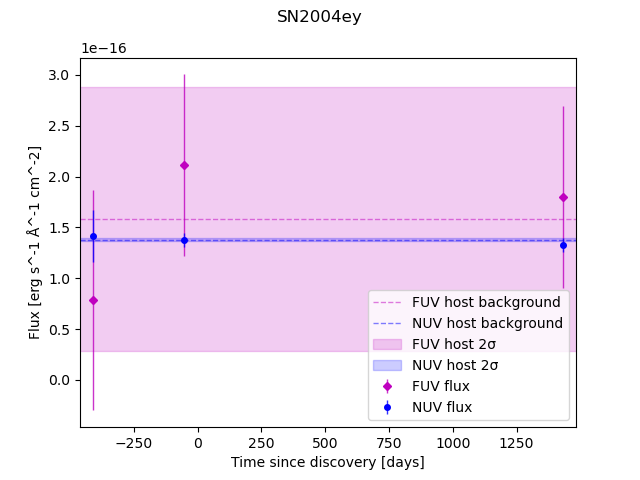 SN2004ey
1e−16
3.0
2.5
2.0
1.5
1.0
0.5
0.0
Flux [erg s^-1 Å^-1 cm^-2]
FUV host background
NUV host background
FUV host 2σ
NUV host 2σ
FUV flux
NUV flux
−250 0 250 500 750 1000 1250
Time since discovery [days]